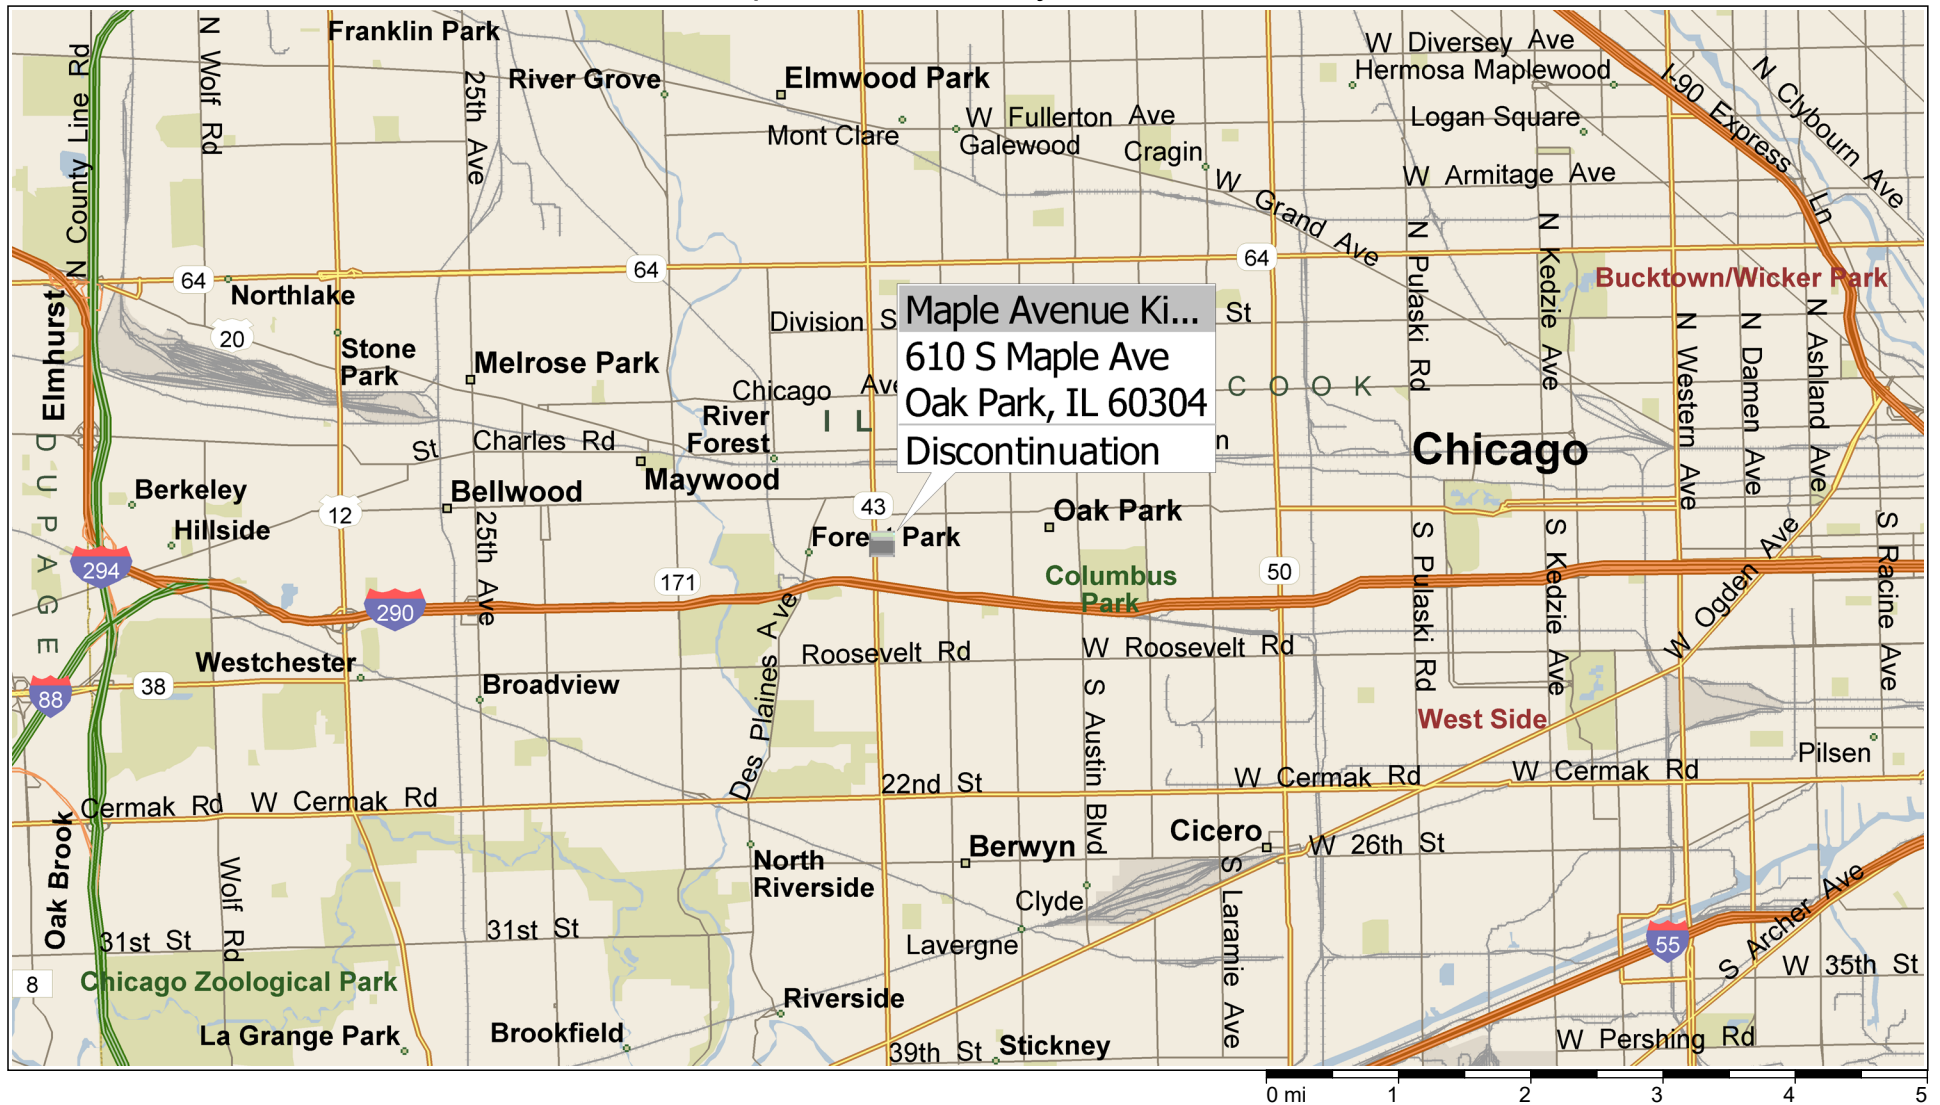 Franklin Park
N Wolf Rd
N County Line Rd
25th Ave
River Grove
Elmwood Park
W Diversey Ave
Hermosa Maplewood
I-90 Express Ln
N Clybourn Ave
W Fullerton Ave
Mont Clare
Galewood
Cragin
Logan Square
W Armitage Ave
W Grand Ave
N Pulaski Rd
N Kedzie Ave
64
64
64
Northlake
Bucktown/Wicker Park
Elmhurst
20
Stone
Park
Melrose Park
Division S
St
Maple Avenue Ki...
610 S Maple Ave
Oak Park, IL 60304
Discontinuation
N Western Ave
N Damen Ave
N Ashland Ave
Chicago Ave
COOK
IL
River
Forest
St Charles Rd
n
Chicago
DUPAGE
Maywood
Berkeley
Bellwood
Hillside
12
43
Oak Park
Fore Park
25th Ave
294
290
171
50
Columbus
Park
S Pulaski Rd
S Kedzie Ave
W Ogden Ave
S Racine Ave
Des Plaines Ave
Roosevelt Rd
W Roosevelt Rd
Westchester
38
88
Broadview
S Austin Blvd
West Side
Pilsen
Cermak Rd
W Cermak Rd
22nd St
W Cermak Rd
W Cermak Rd
Oak Brook
Wolf Rd
North
Riverside
Berwyn
Cicero
W 26th St
Clyde
S Laramie Ave
S Archer Ave
31st St
31st St
Lavergne
55
W 35th St
8
Chicago Zoological Park
La Grange Park
Brookfield
Riverside
39th St
Stickney
W Pershing Rd
0 mi 1 2 3 4 5